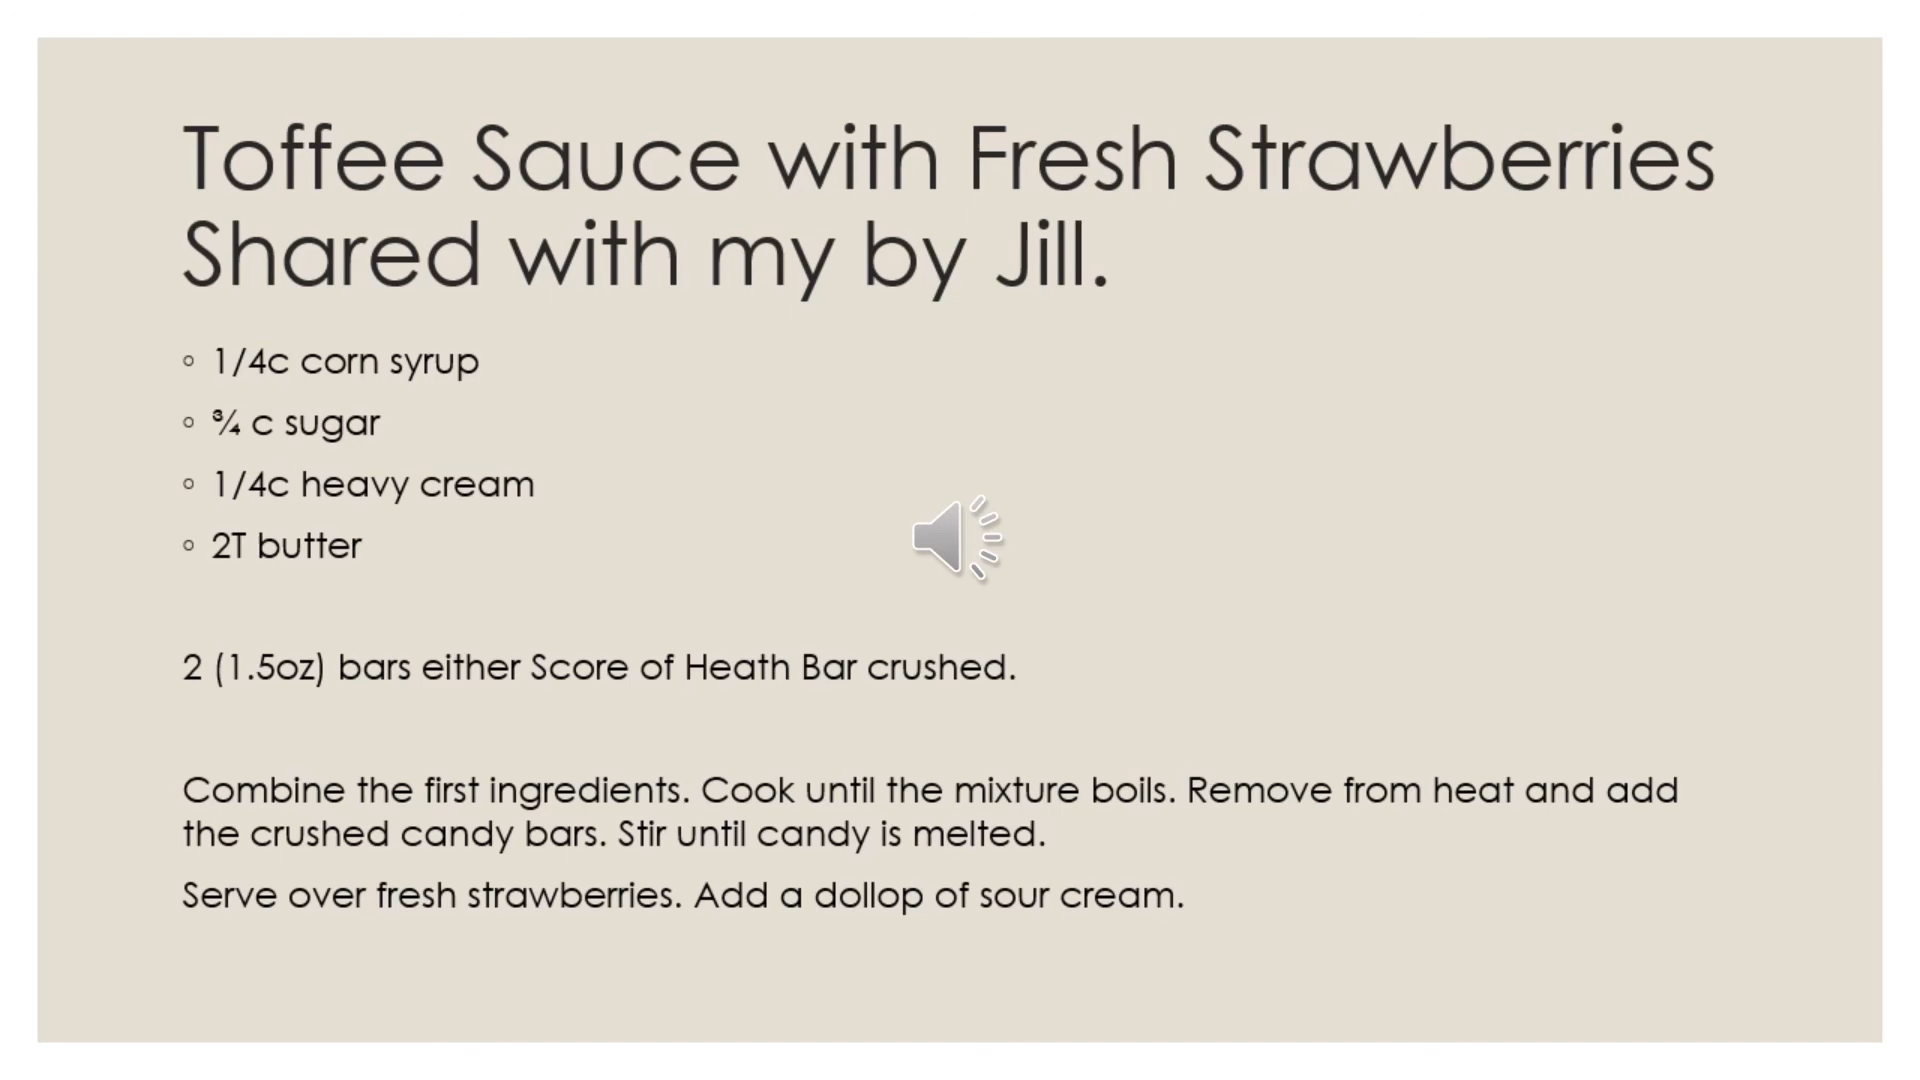 Toffee Sauce with Fresh Strawberries
Shared with my by Jill.
◦ 1/4c corn syrup
◦ ¾ c sugar
◦ 1/4c heavy cream
◦ 2T butter
2 (1.5oz) bars either Score of Heath Bar crushed.
Combine the first ingredients. Cook until the mixture boils. Remove from heat and add
the crushed candy bars. Stir until candy is melted.
Serve over fresh strawberries. Add a dollop of sour cream.